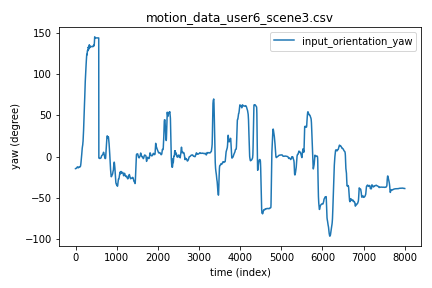 motion_data_user6_scene3.csv
input_orientation_yaw
yaw (degree)
150
100
50
0
−50
−100
0 1000 2000 3000 4000 5000 6000 7000 8000
time (index)